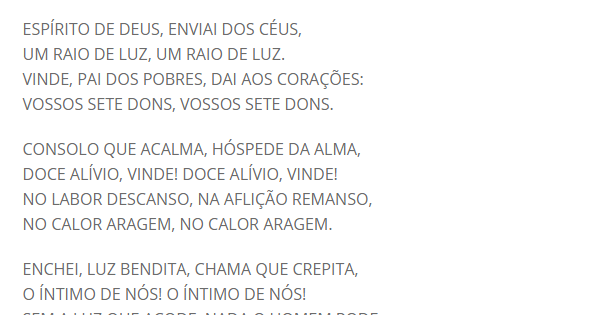 ESPÍRITO DE DEUS, ENVIAI DOS CÉUS,
UM RAIO DE LUZ, UM RAIO DE LUZ.
VINDE, PAI DOS POBRES, DAI AOS CORAÇÕES:
VOSSOS SETE DONS, VOSSOS SETE DONS.
CONSOLO QUE ACALMA, HÓSPEDE DA ALMA,
DOCE ALÍVIO, VINDE! DOCE ALÍVIO, VINDE!
NO LABOR DESCANSO, NA AFLIÇÃO REMANSO,
NO CALOR ARAGEM, NO CALOR ARAGEM.
ENCHEI, LUZ BENDITA, CHAMA QUE CREPITA,
O ÍNTIMO DE NÓS! O ÍNTIMO DE NÓS!